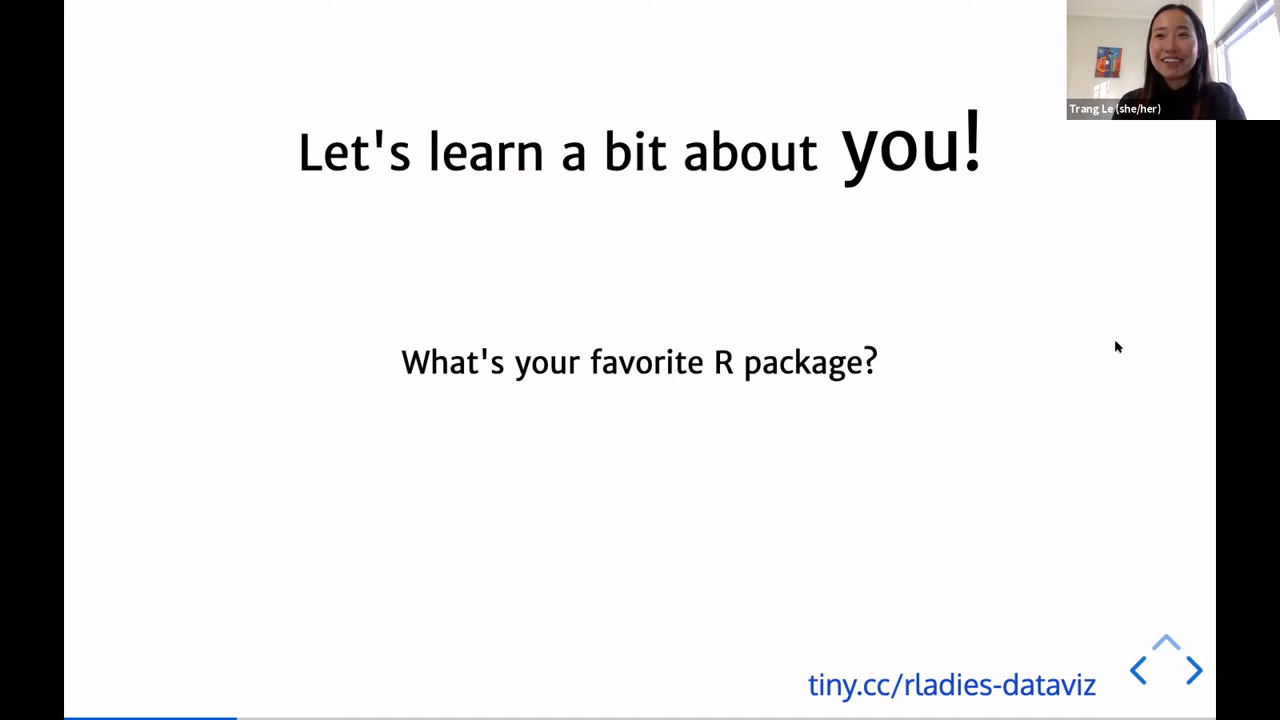 Trang Le (she/her)
Let's learn a bit about you!
What's your favorite R package?
tiny.cc/rladies-dataviz